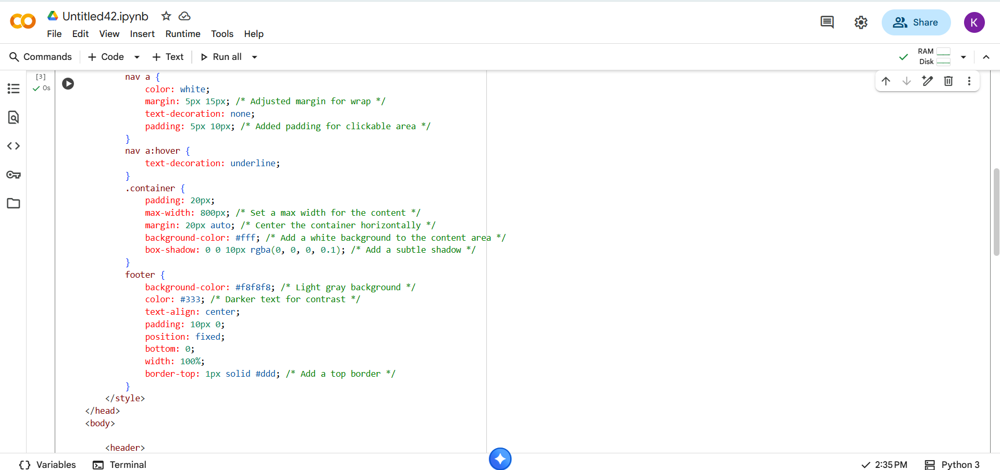 Untitled42.ipynb
File Edit View Insert Runtime Tools Help
Share
K
Commands + Code + Text Run all
RAM
Disk
[3]
0s
nav a {
color: white;
margin: 5px 15px; /* Adjusted margin for wrap */
text-decoration: none;
padding: 5px 10px; /* Added padding for clickable area */
}
nav a:hover {
text-decoration: underline;
}
.container {
padding: 20px;
max-width: 800px; /* Set a max width for the content */
margin: 20px auto; /* Center the container horizontally */
background-color: #fff; /* Add a white background to the content area */
box-shadow: 0 0 10px rgba(0, 0, 0, 0.1); /* Add a subtle shadow */
}
footer {
background-color: #f8f8f8; /* Light gray background */
color: #333; /* Darker text for contrast */
text-align: center;
padding: 10px 0;
position: fixed;
bottom: 0;
width: 100%;
border-top: 1px solid #ddd; /* Add a top border */
}
</style>
</head>
<body>
<header>
{} Variables Terminal
2:35 PM Python 3